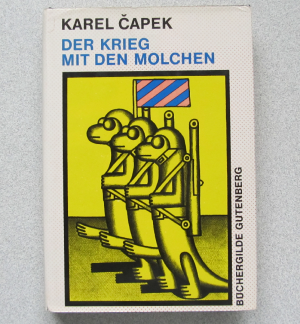 KAREL ČAPEK
DER KRIEG
MIT DEN MOLCHEN
BÜCHERGILDE GUTENBERG